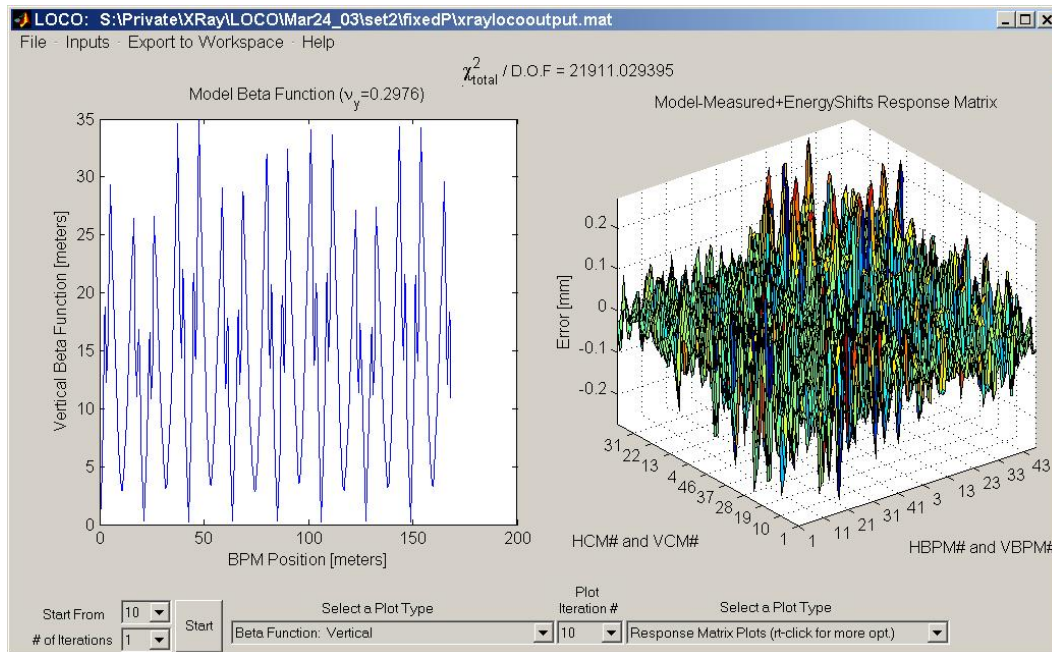 LOCO: S:\Private\XRay\LOCO\Mar24_03\set2\fixedP\xraylocooutput.mat
File · Inputs · Export to Workspace · Help
χ²total / D.O.F = 21911.029395
Model Beta Function (νy=0.2976)
Model-Measured+EnergyShifts Response Matrix
35
30
25
20
15
10
5
0
Vertical Beta Function [meters]
0 50 100 150 200
BPM Position [meters]
0.2
0.1
0
-0.1
-0.2
Error [mm]
31 22 13 4 46 37 28 19 10 1
1 11 21 31 41 3 13 23 33 43
HCM# and VCM#
HBPM# and VBPM#
Start From 10
# of Iterations 1
Start
Select a Plot Type
Beta Function: Vertical
Plot
Iteration #
10
Select a Plot Type
Response Matrix Plots (rt-click for more opt.)